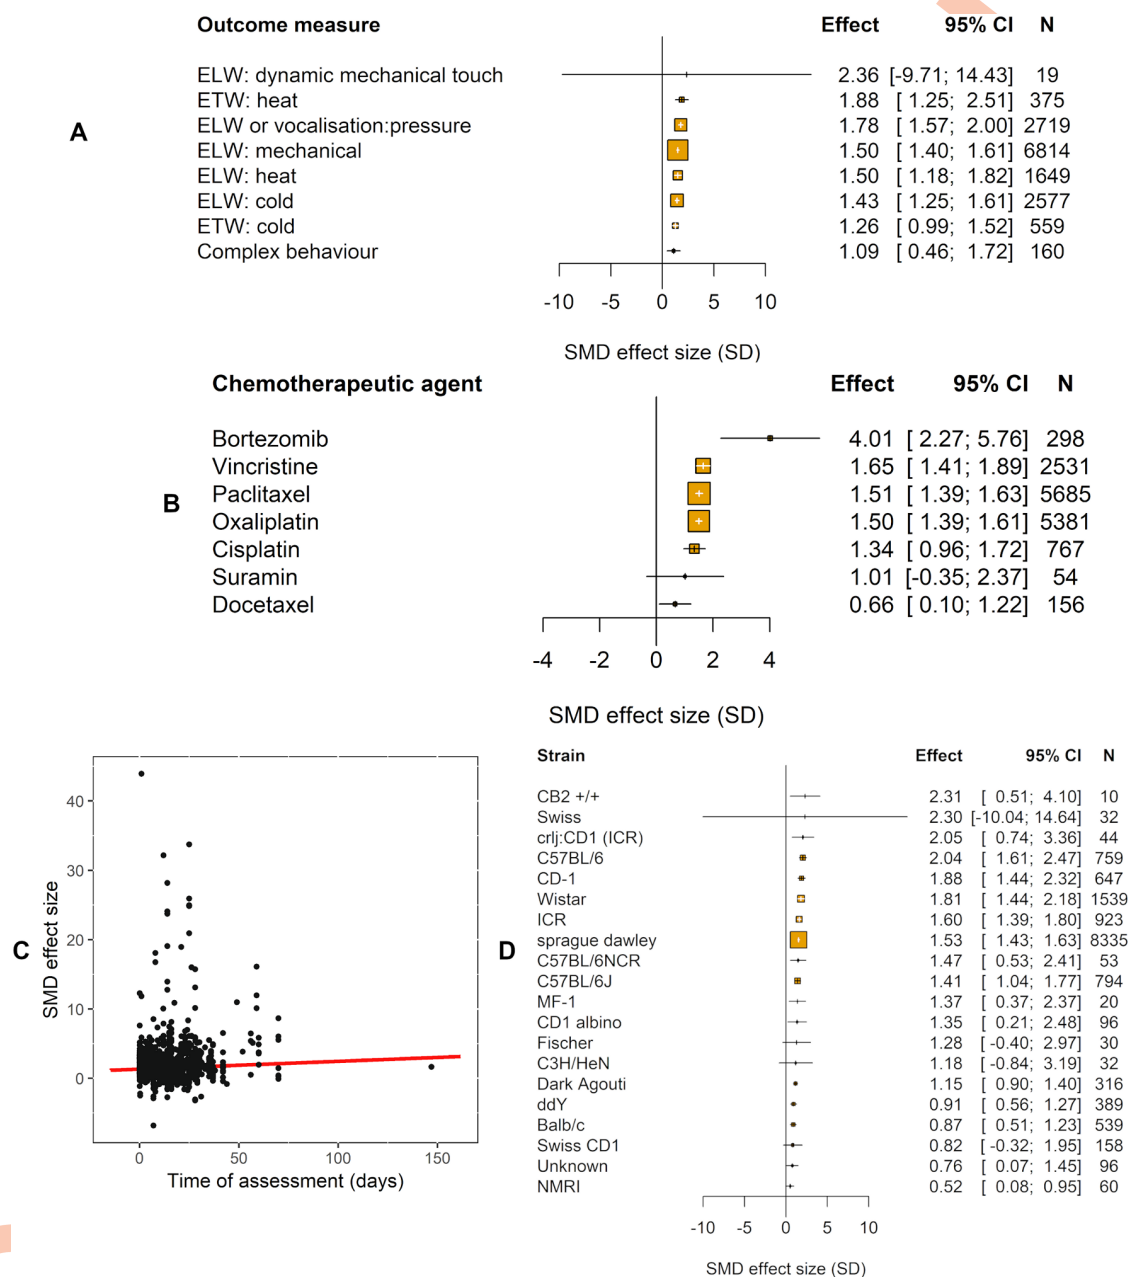 Outcome measure Effect 95% CI N
ELW: dynamic mechanical touch 2.36 [-9.71; 14.43] 19
ETW: heat 1.88 [ 1.25; 2.51] 375
ELW or vocalisation:pressure 1.78 [ 1.57; 2.00] 2719
A
ELW: mechanical 1.50 [ 1.40; 1.61] 6814
ELW: heat 1.50 [ 1.18; 1.82] 1649
ELW: cold 1.43 [ 1.25; 1.61] 2577
ETW: cold 1.26 [ 0.99; 1.52] 559
Complex behaviour 1.09 [ 0.46; 1.72] 160
-10 -5 0 5 10
SMD effect size (SD)
Chemotherapeutic agent Effect 95% CI N
Bortezomib 4.01 [ 2.27; 5.76] 298
Vincristine 1.65 [ 1.41; 1.89] 2531
Paclitaxel 1.51 [ 1.39; 1.63] 5685
B
Oxaliplatin 1.50 [ 1.39; 1.61] 5381
Cisplatin 1.34 [ 0.96; 1.72] 767
Suramin 1.01 [-0.35; 2.37] 54
Docetaxel 0.66 [ 0.10; 1.22] 156
-4 -2 0 2 4
SMD effect size (SD)
C
SMD effect size
40
30
20
10
0
0 50 100 150
Time of assessment (days)
D
Strain Effect 95% CI N
CB2 +/+ 2.31 [ 0.51; 4.10] 10
Swiss 2.30 [-10.04; 14.64] 32
crlj:CD1 (ICR) 2.05 [ 0.74; 3.36] 44
C57BL/6 2.04 [ 1.61; 2.47] 759
CD-1 1.88 [ 1.44; 2.32] 647
Wistar 1.81 [ 1.44; 2.18] 1539
ICR 1.60 [ 1.39; 1.80] 923
sprague dawley 1.53 [ 1.43; 1.63] 8335
C57BL/6NCR 1.47 [ 0.53; 2.41] 53
C57BL/6J 1.41 [ 1.04; 1.77] 794
MF-1 1.37 [ 0.37; 2.37] 20
CD1 albino 1.35 [ 0.21; 2.48] 96
Fischer 1.28 [ -0.40; 2.97] 30
C3H/HeN 1.18 [ -0.84; 3.19] 32
Dark Agouti 1.15 [ 0.90; 1.40] 316
ddY 0.91 [ 0.56; 1.27] 389
Balb/c 0.87 [ 0.51; 1.23] 539
Swiss CD1 0.82 [ -0.32; 1.95] 158
Unknown 0.76 [ 0.07; 1.45] 96
NMRI 0.52 [ 0.08; 0.95] 60
-10 -5 0 5 10
SMD effect size (SD)